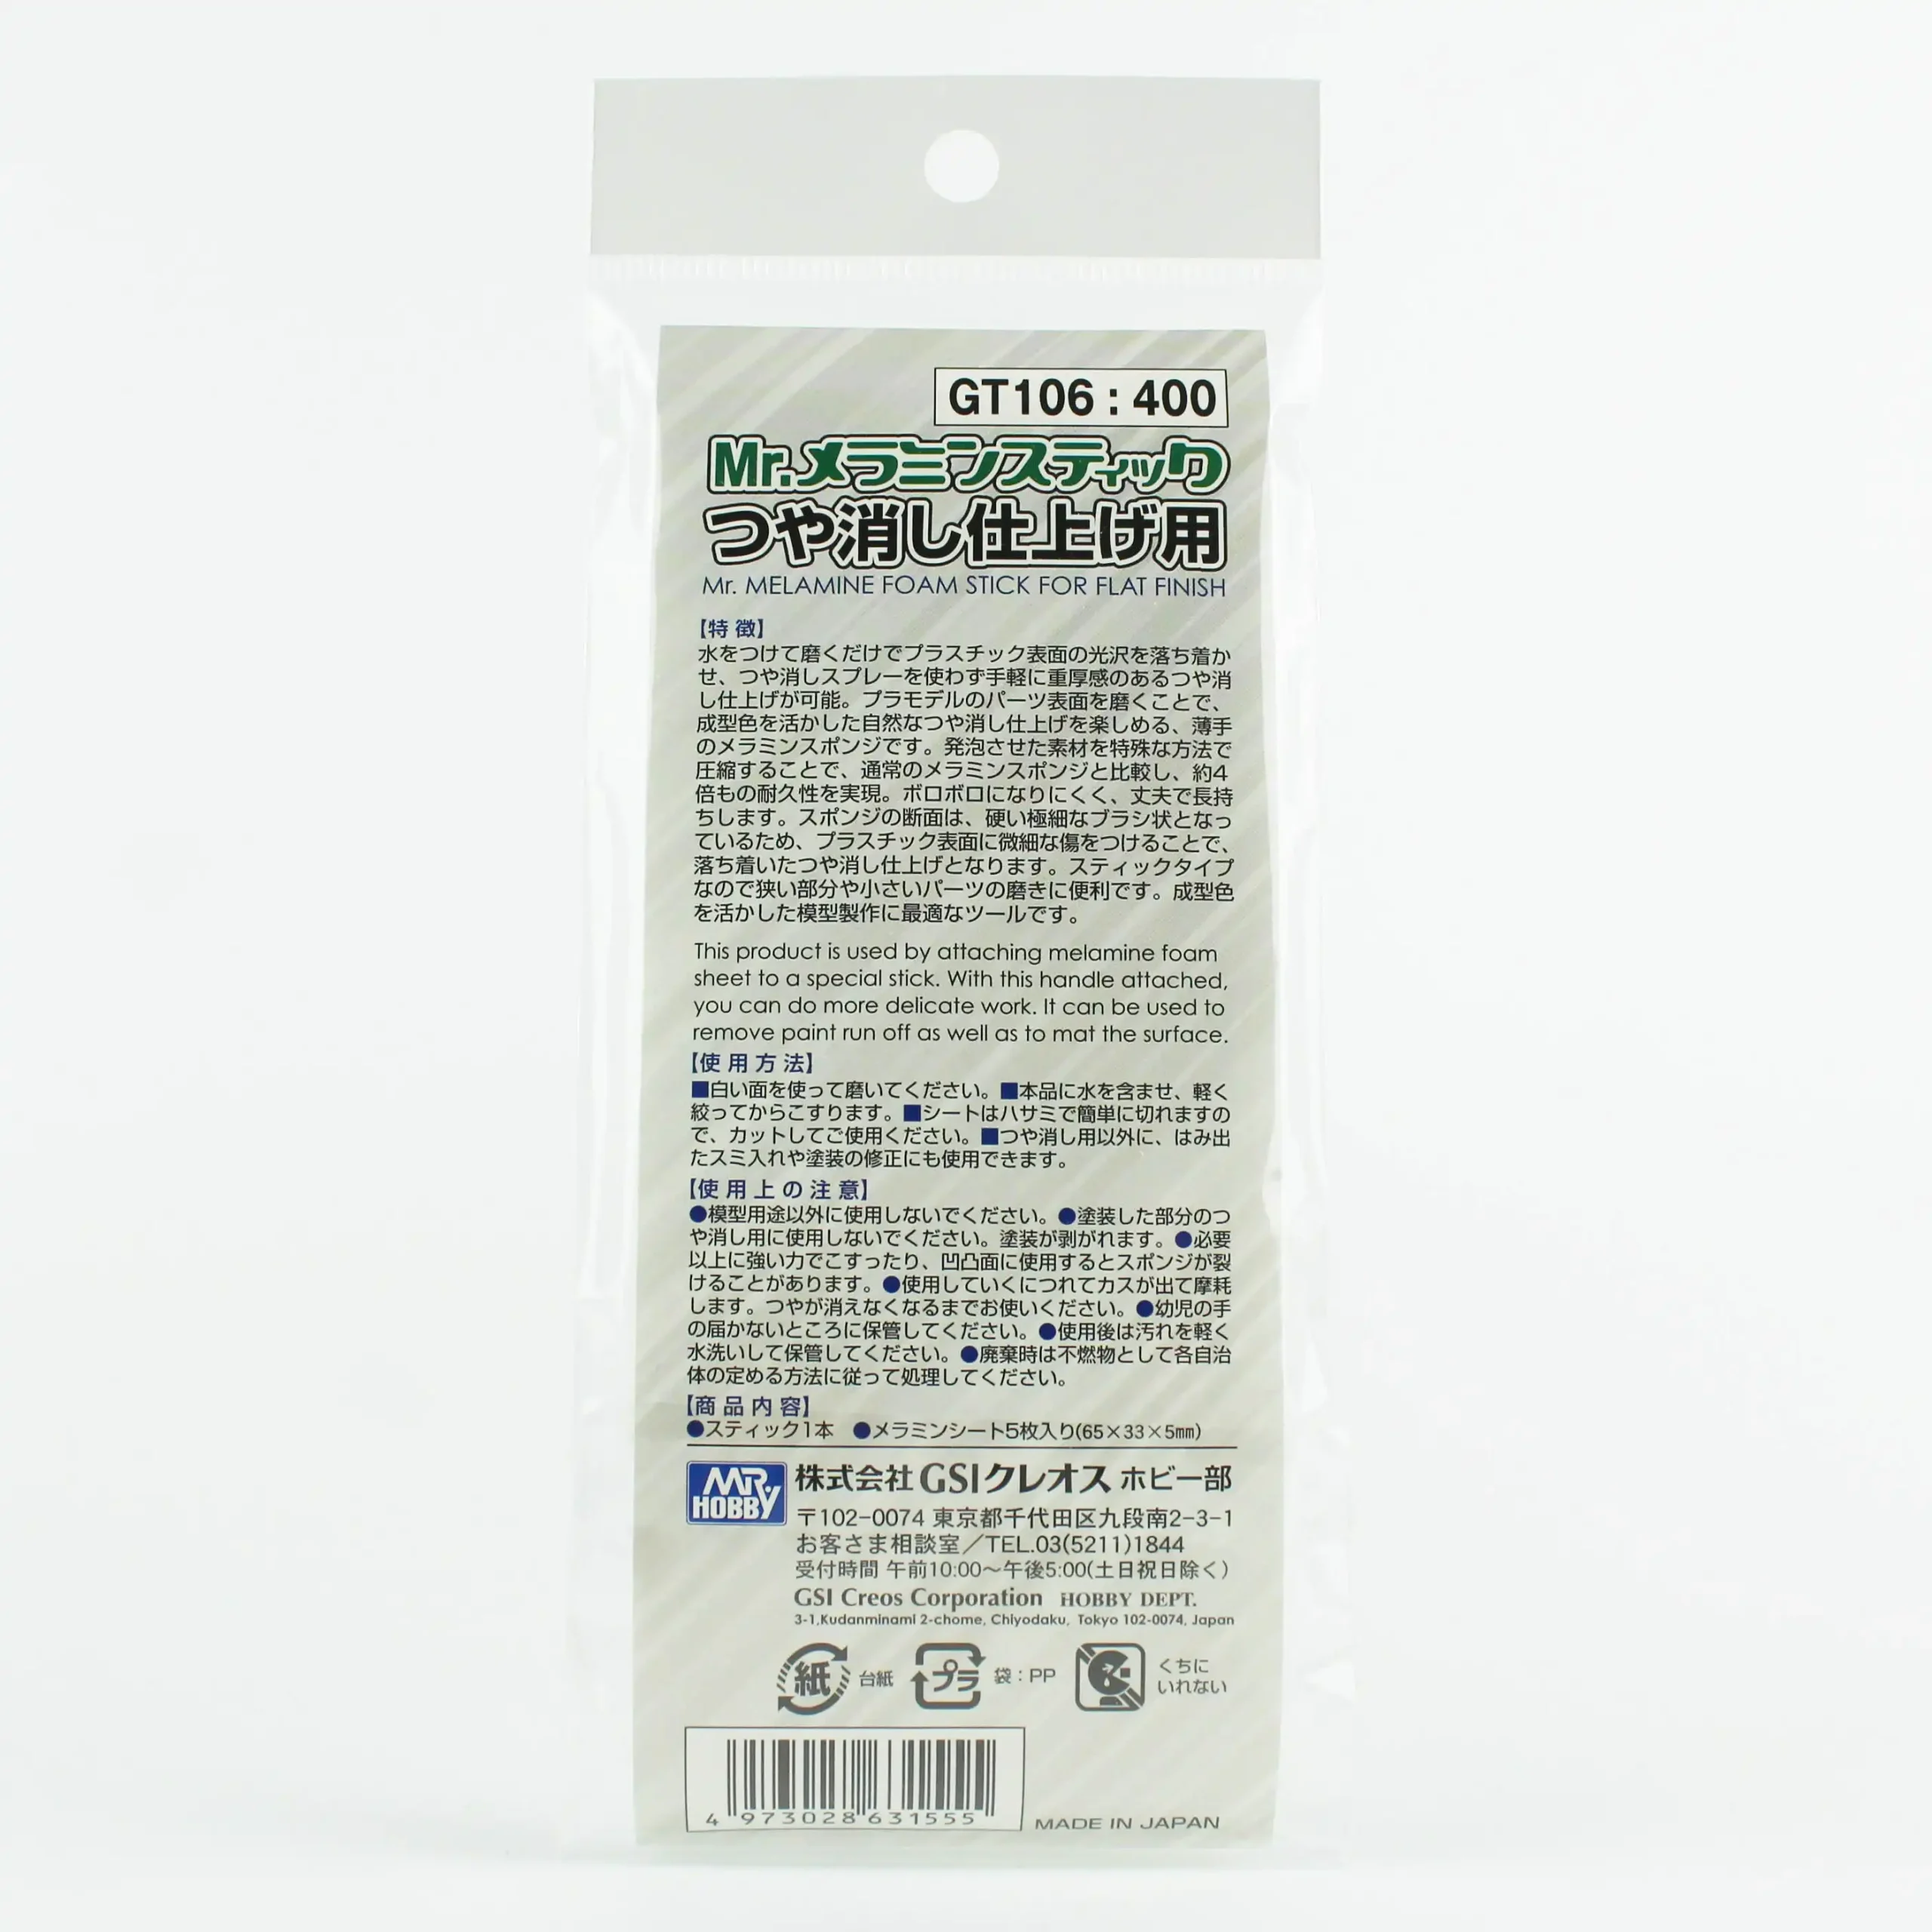 GT106：400
Mr.メラミンスティック
つや消し仕上げ用
Mr. MELAMINE FOAM STICK FOR FLAT FINISH
【特 徴】
水をつけて磨くだけでプラスチック表面の光沢を落ち着か
せ、つや消しスプレーを使わず手軽に重厚感のあるつや消
し仕上げが可能。プラモデルのパーツ表面を磨くことで、
成型色を活かした自然なつや消し仕上げを楽しめる、薄手
のメラミンスポンジです。発泡させた素材を特殊な方法で
圧縮することで、通常のメラミンスポンジと比較し、約4
倍もの耐久性を実現。ボロボロになりにくく、丈夫で長持
ちします。スポンジの断面は、硬い極細なブラシ状となっ
ているため、プラスチック表面に微細な傷をつけることで、
落ち着いたつや消し仕上げとなります。スティックタイプ
なので狭い部分や小さいパーツの磨きに便利です。成型色
を活かした模型製作に最適なツールです。
This product is used by attaching melamine foam
sheet to a special stick. With this handle attached,
you can do more delicate work. It can be used to
remove paint run off as well as to mat the surface.
【使 用 方 法】
■白い面を使って磨いてください。■本品に水を含ませ、軽く
絞ってからこすります。■シートはハサミで簡単に切れますの
で、カットしてご使用ください。■つや消し用以外に、はみ出
たスミ入れや塗装の修正にも使用できます。
【使 用 上 の 注 意】
●模型用途以外に使用しないでください。●塗装した部分のつ
や消し用に使用しないでください。塗装が剥がれます。●必要
以上に強い力でこすったり、凹凸面に使用するとスポンジが裂
けることがあります。●使用していくにつれてカスが出て摩耗
します。つやが消えなくなるまでお使いください。●幼児の手
の届かないところに保管してください。●使用後は汚れを軽く
水洗いして保管してください。●廃棄時は不燃物として各自治
体の定める方法に従って処理してください。
【商 品 内 容】
●スティック1本 ●メラミンシート5枚入り(65×33×5㎜)
MR. HOBBY
株式会社GSIクレオス ホビー部
〒102-0074 東京都千代田区九段南2-3-1
お客さま相談室／TEL.03(5211)1844
受付時間 午前10:00〜午後5:00(土日祝日除く)
GSI Creos Corporation HOBBY DEPT.
3-1,Kudanminami 2-chome, Chiyodaku, Tokyo 102-0074, Japan
紙 台紙 プラ 袋：PP くちに
いれない
4 973028 631555
MADE IN JAPAN